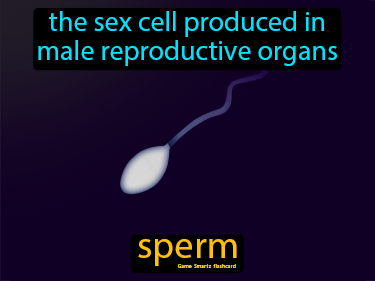 the sex cell produced in
male reproductive organs
sperm
Game Smartz flashcard